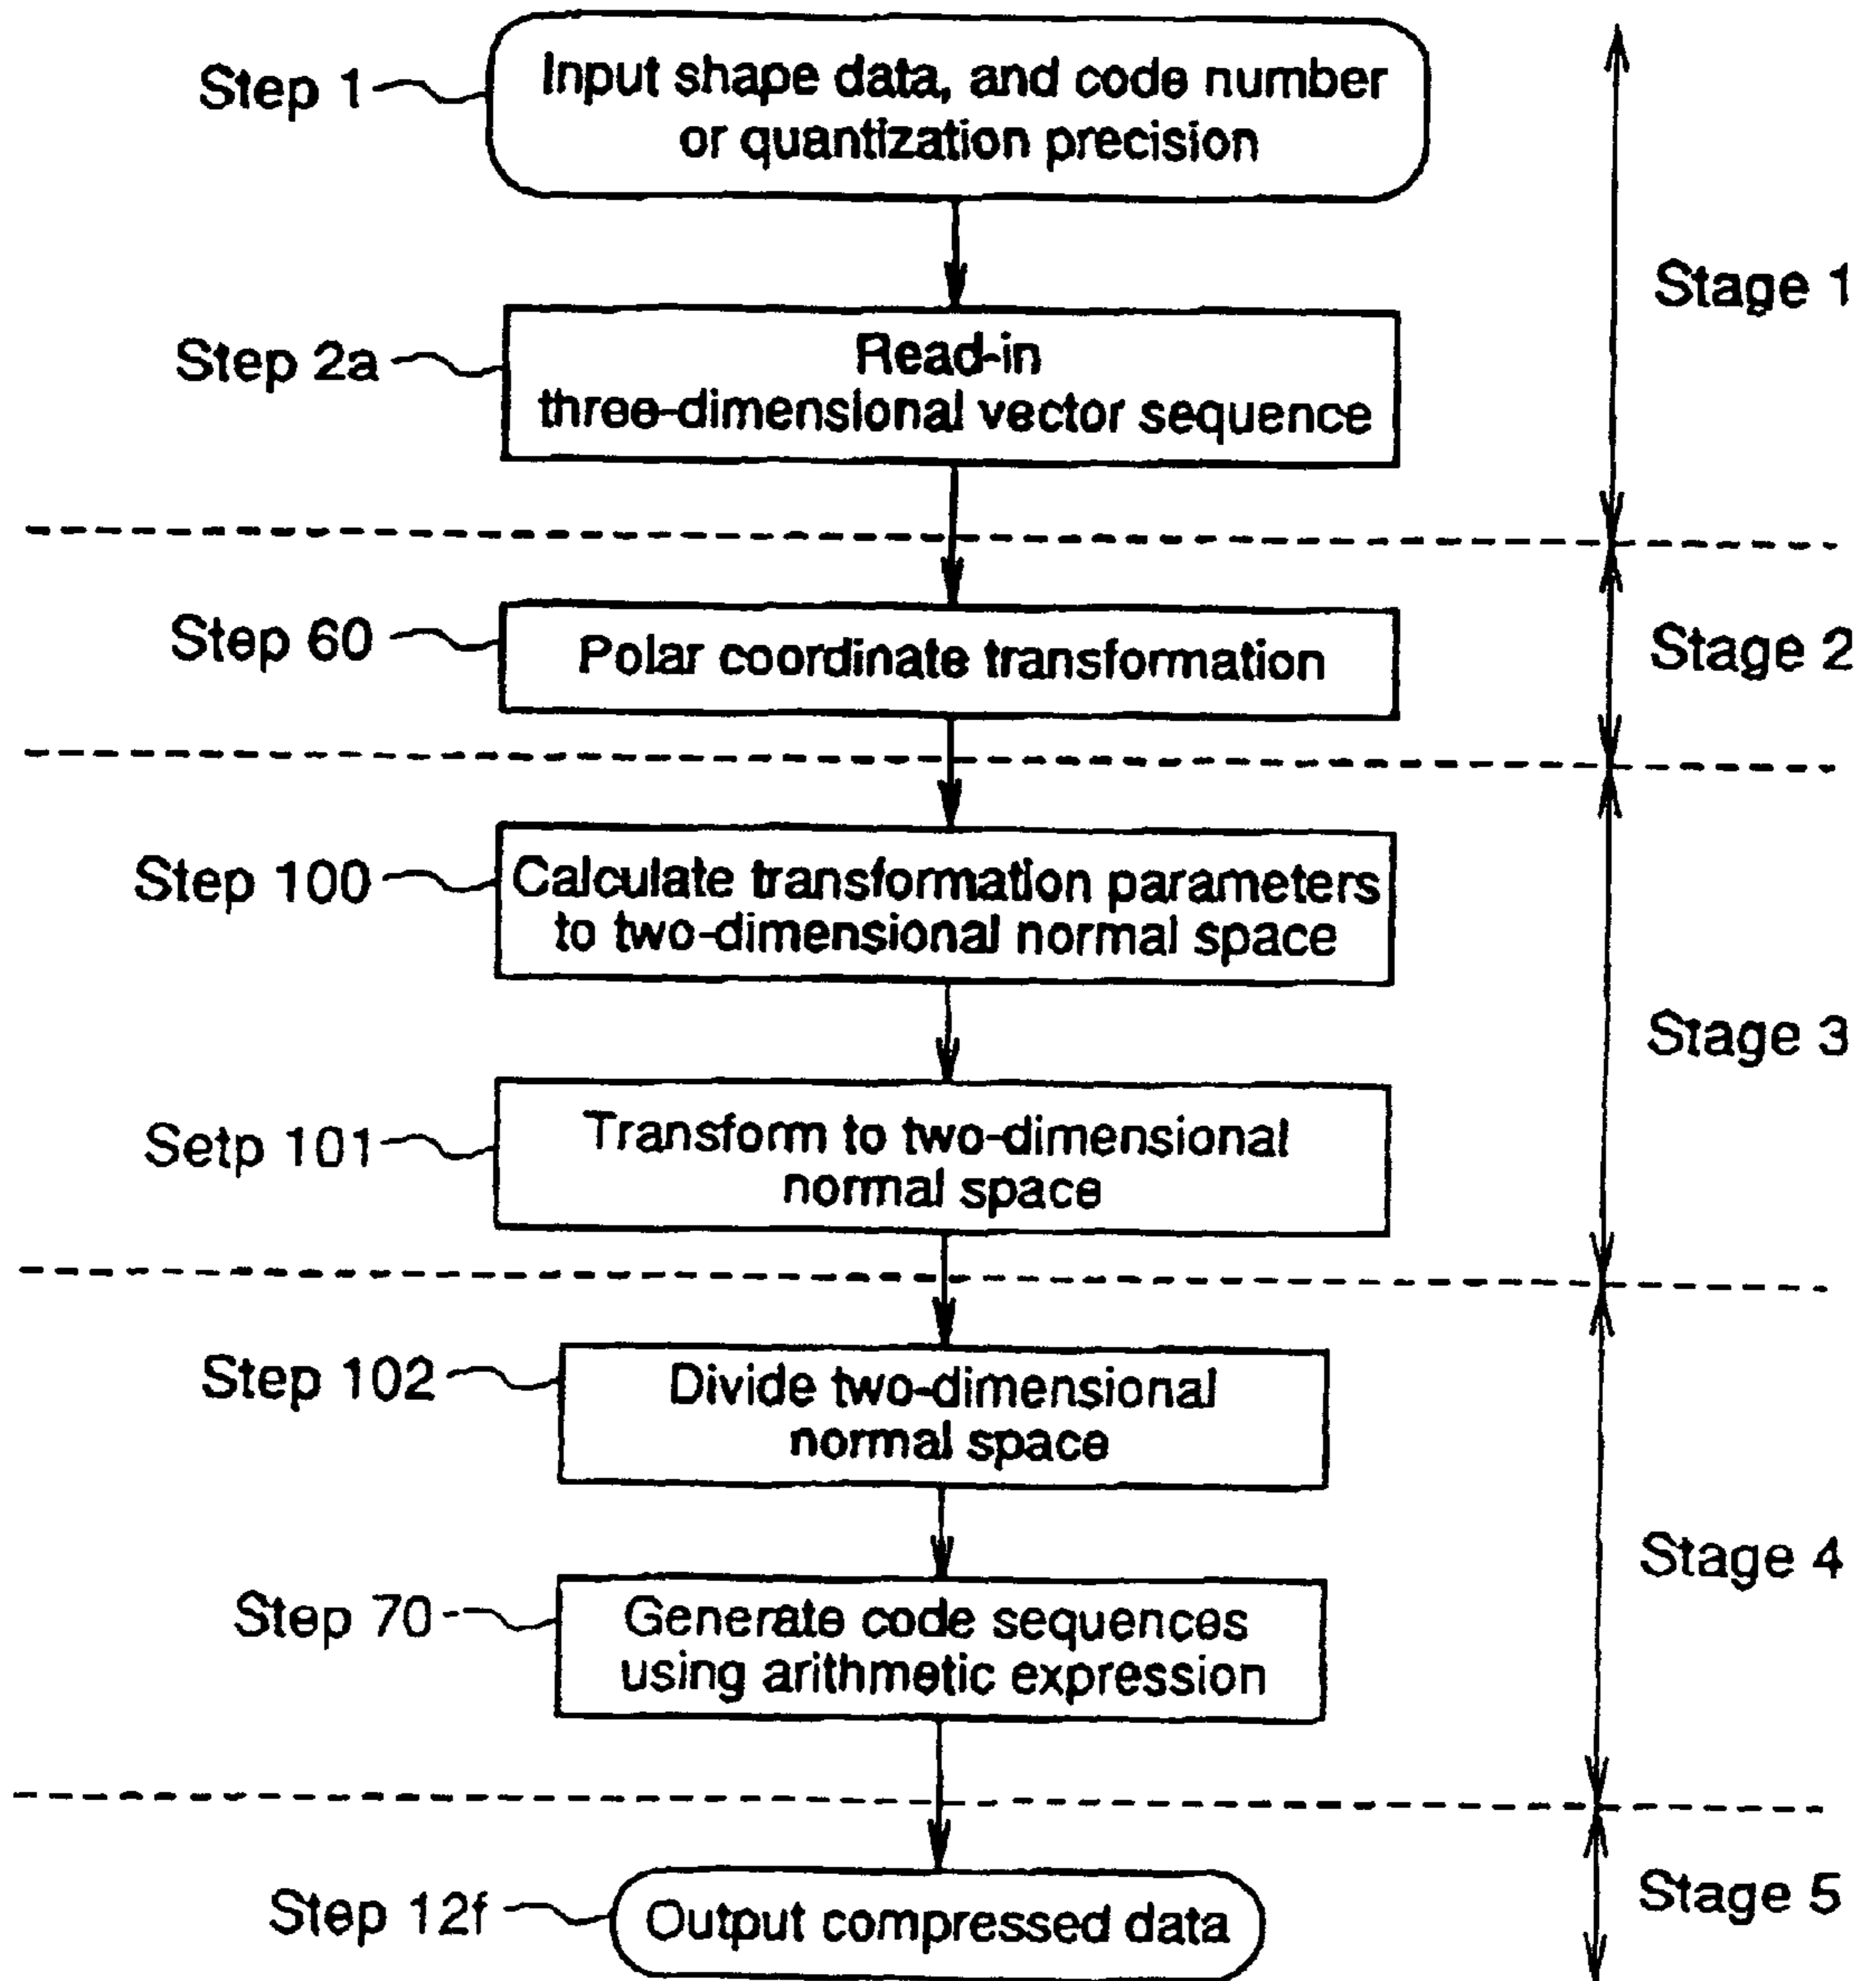 Step 1
Input shape data, and code number
or quantization precision
Stage 1
Step 2a
Read-in
three-dimensional vector sequence
Step 60
Polar coordinate transformation
Stage 2
Step 100
Calculate transformation parameters
to two-dimensional normal space
Stage 3
Setp 101
Transform to two-dimensional
normal space
Step 102
Divide two-dimensional
normal space
Stage 4
Step 70
Generate code sequences
using arithmetic expression
Step 12f
Output compressed data
Stage 5